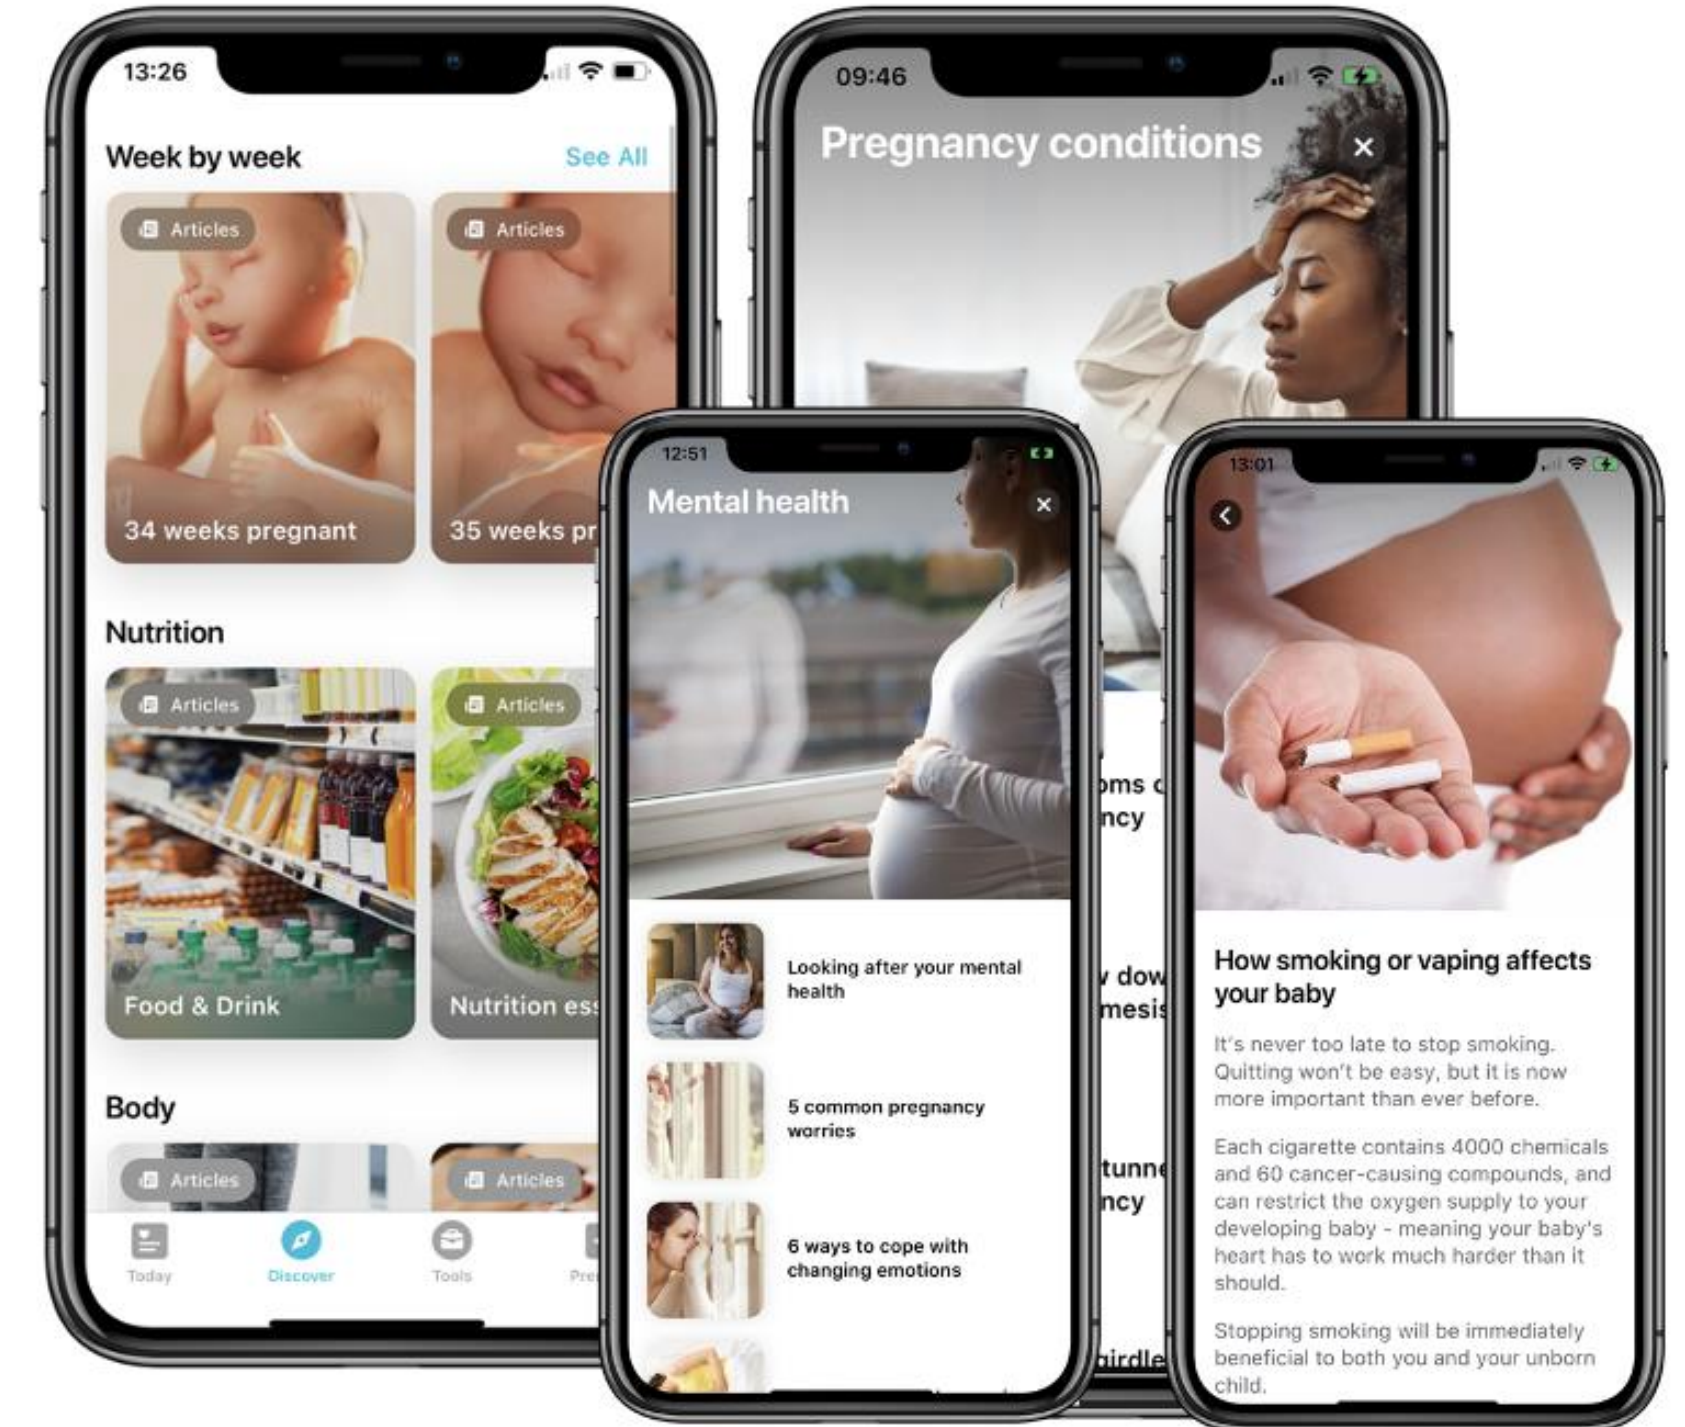 13:26
Week by week
See All
Articles
Articles
34 weeks pregnant
35 weeks
Nutrition
Articles
Articles
Food & Drink
Nutrition
Body
Articles
Articles
Today
Discover
Tools
09:46
Pregnancy conditions
12:51
Mental health
Looking after your mental
health
5 common pregnancy
worries
6 ways to cope with
changing emotions
13:01
How smoking or vaping affects
your baby
It's never too late to stop smoking.
Quitting won't be easy, but it is now
more important than ever before.
Each cigarette contains 4000 chemicals
and 60 cancer-causing compounds, and
can restrict the oxygen supply to your
developing baby - meaning your baby's
heart has to work much harder than it
should.
Stopping smoking will be immediately
beneficial to both you and your unborn
child.